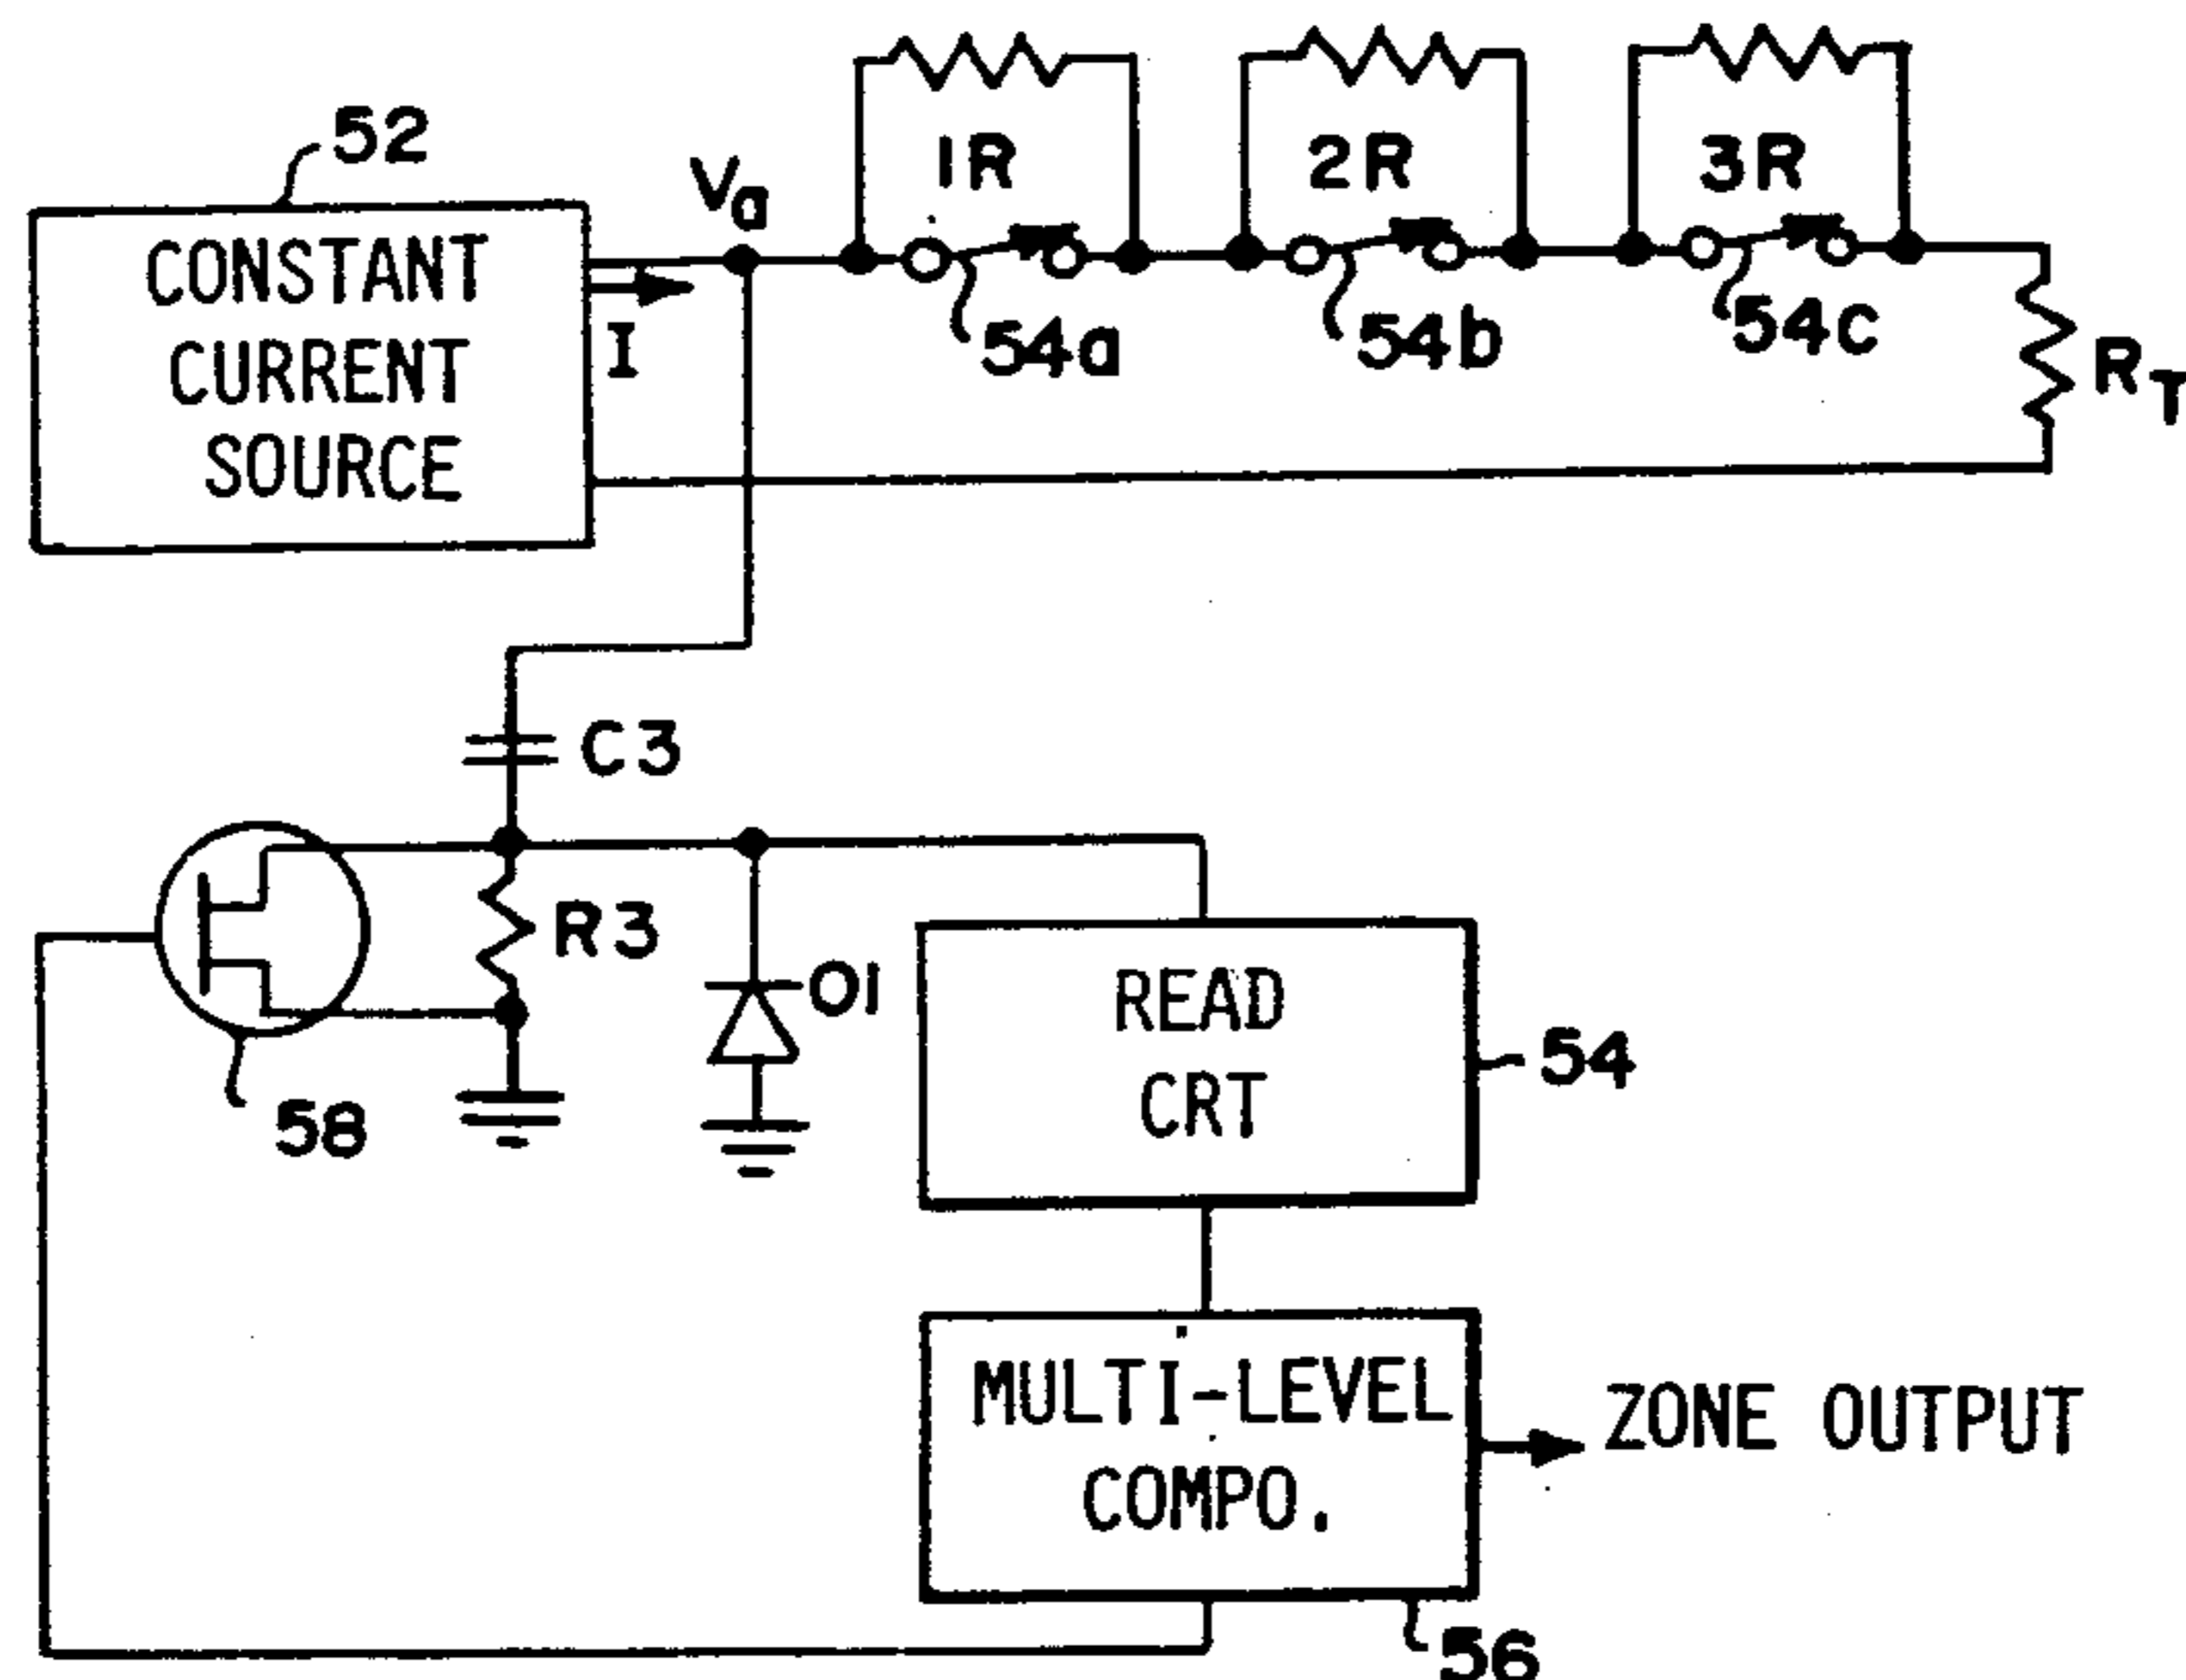 52
CONSTANT
CURRENT
SOURCE
Va
I
1R
2R
3R
54a
54b
54c
RT
C3
R3
01
58
READ
CRT
54
MULTI-LEVEL
COMPO.
ZONE OUTPUT
56